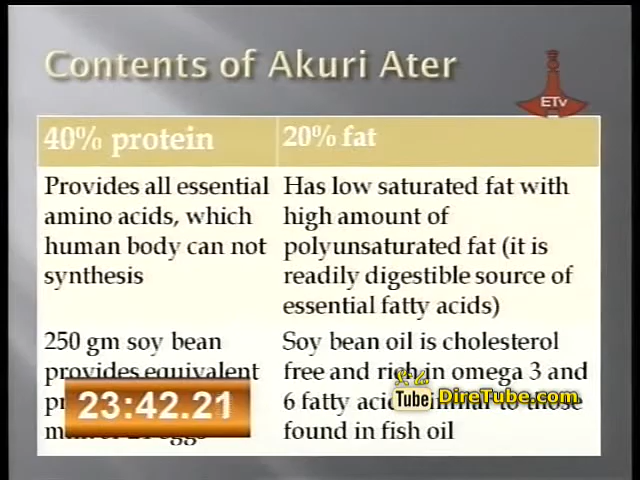 Contents of Akuri Ater
ETv
40% protein
20% fat
Provides all essential
amino acids, which
human body can not
synthesis
Has low saturated fat with
high amount of
polyunsaturated fat (it is
readily digestible source of
essential fatty acids)
250 gm soy bean
provides equivalent
Soy bean oil is cholesterol
free and rich in omega 3 and
6 fatty to those
found in fish oil
23:42.21
Tube DireTube.com